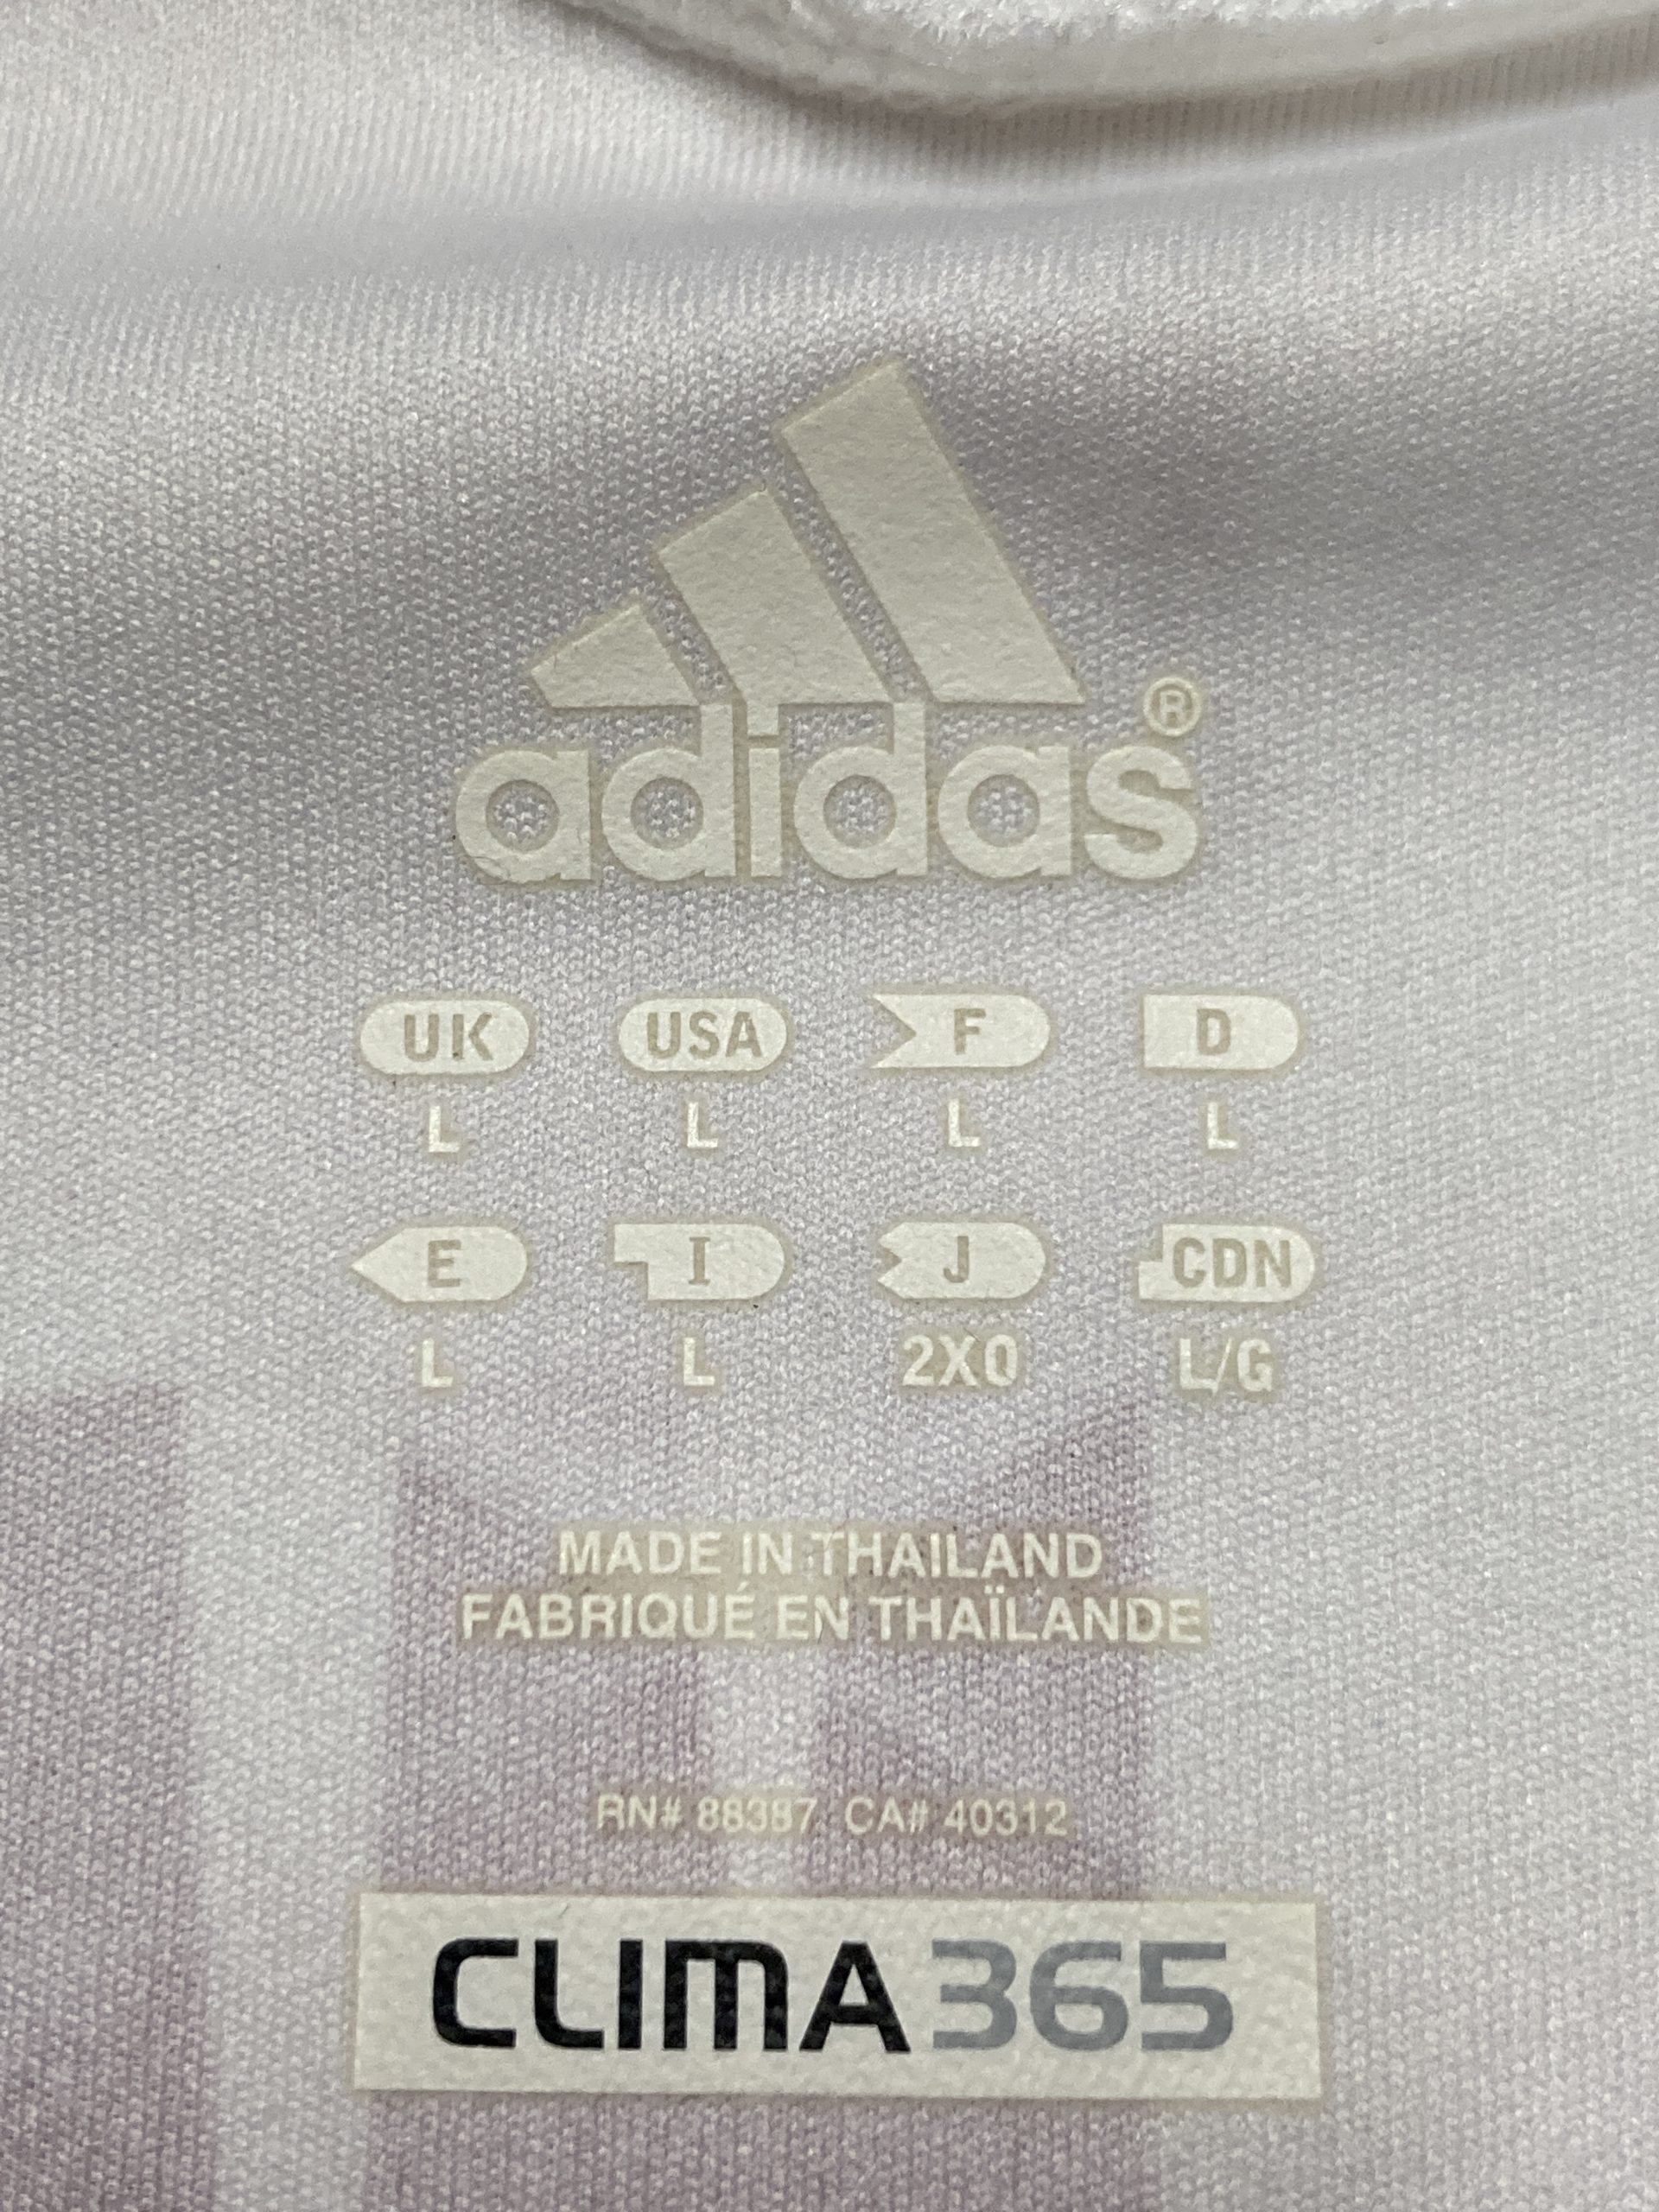 adidas®
UK USA F D
L L L L
E I J CDN
L L 2XO L/G
MADE IN THAILAND
FABRIQUÉ EN THAÏLANDE
RN# 88387 CA# 40312
CLIMA365